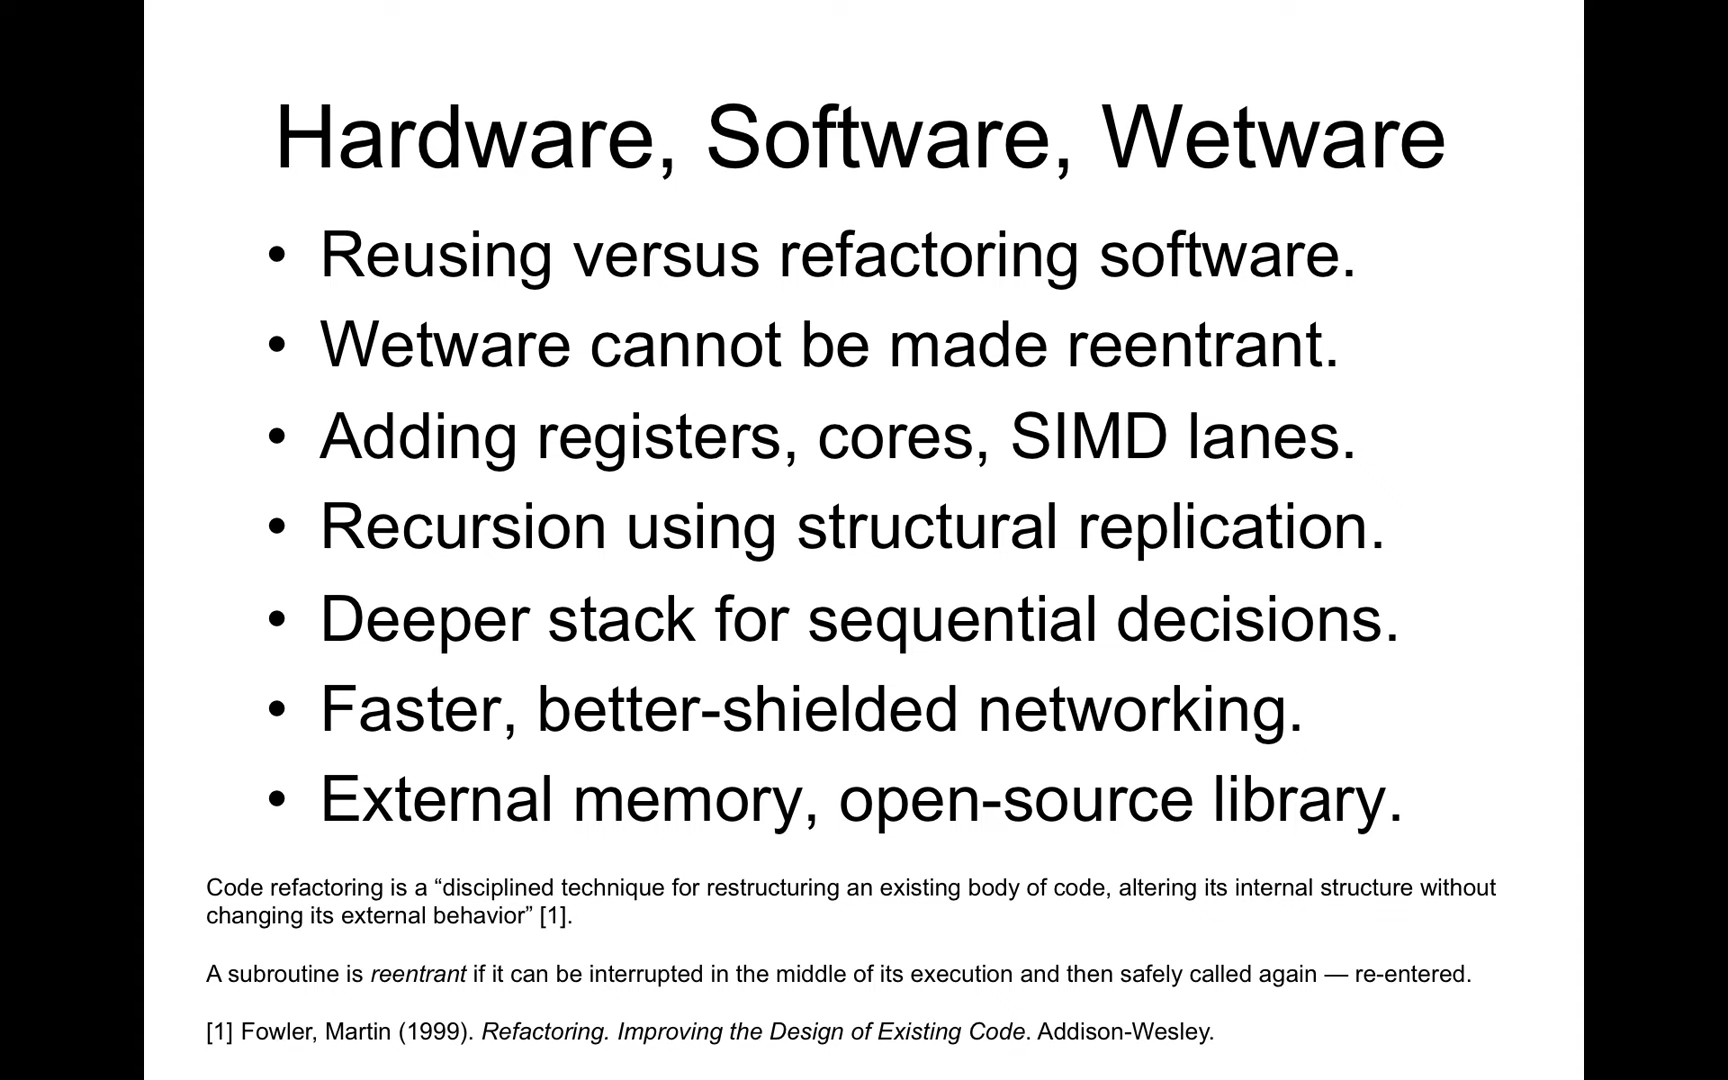 Hardware, Software, Wetware
• Reusing versus refactoring software.
• Wetware cannot be made reentrant.
• Adding registers, cores, SIMD lanes.
• Recursion using structural replication.
• Deeper stack for sequential decisions.
• Faster, better-shielded networking.
• External memory, open-source library.
Code refactoring is a “disciplined technique for restructuring an existing body of code, altering its internal structure without
changing its external behavior” [1].
A subroutine is reentrant if it can be interrupted in the middle of its execution and then safely called again — re-entered.
[1] Fowler, Martin (1999). Refactoring. Improving the Design of Existing Code. Addison-Wesley.